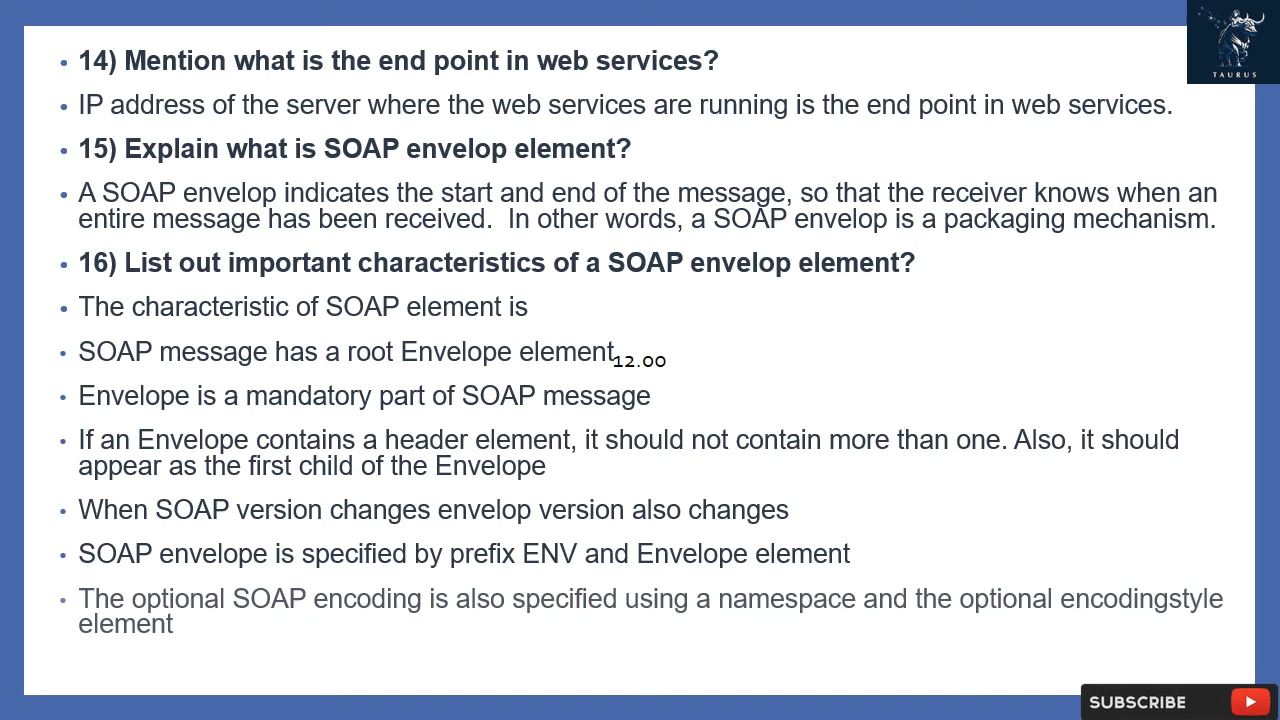 TAURUS
• 14) Mention what is the end point in web services?
• IP address of the server where the web services are running is the end point in web services.
• 15) Explain what is SOAP envelop element?
• A SOAP envelop indicates the start and end of the message, so that the receiver knows when an
entire message has been received.  In other words, a SOAP envelop is a packaging mechanism.
• 16) List out important characteristics of a SOAP envelop element?
• The characteristic of SOAP element is
• SOAP message has a root Envelope element
12.00
• Envelope is a mandatory part of SOAP message
• If an Envelope contains a header element, it should not contain more than one. Also, it should
appear as the first child of the Envelope
• When SOAP version changes envelop version also changes
• SOAP envelope is specified by prefix ENV and Envelope element
• The optional SOAP encoding is also specified using a namespace and the optional encodingstyle
element
SUBSCRIBE